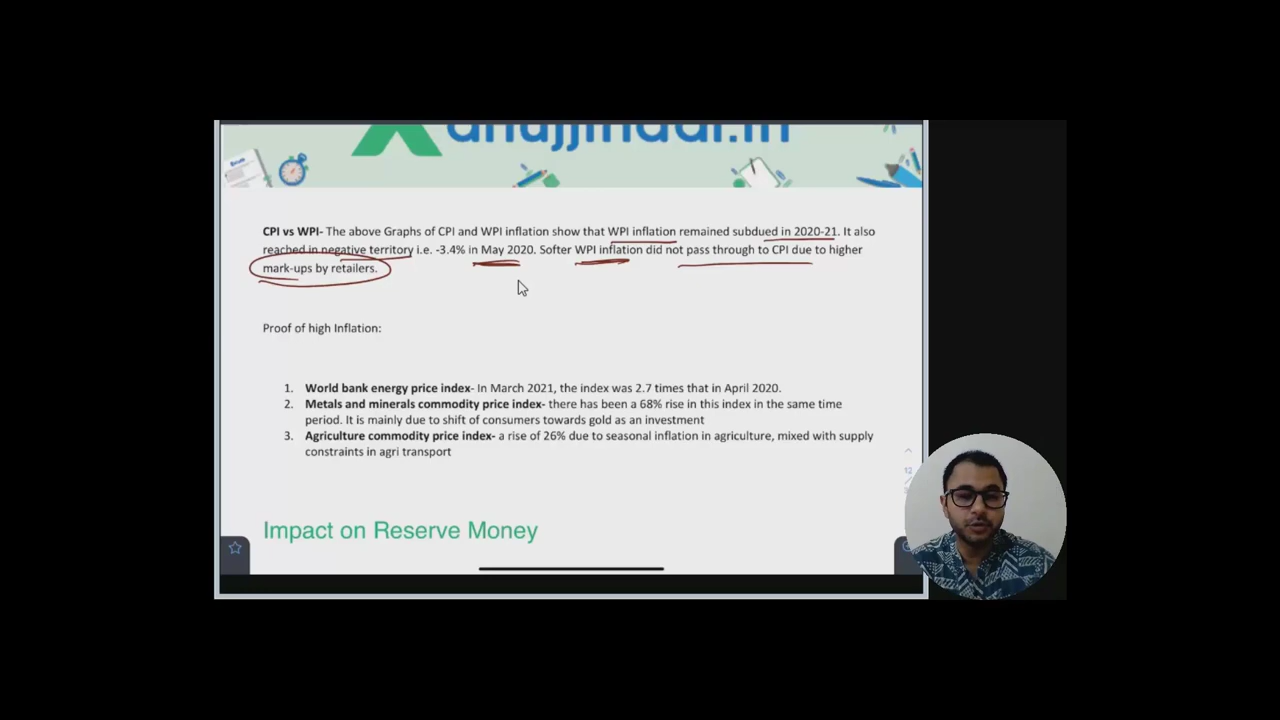 anujjindal.in
CPI vs WPI- The above Graphs of CPI and WPI inflation show that WPI inflation remained subdued in 2020-21. It also
reached in negative territory i.e. -3.4% in May 2020. Softer WPI inflation did not pass through to CPI due to higher
mark-ups by retailers.
Proof of high Inflation:
1. World bank energy price index- In March 2021, the index was 2.7 times that in April 2020.
2. Metals and minerals commodity price index- there has been a 68% rise in this index in the same time
period. It is mainly due to shift of consumers towards gold as an investment
3. Agriculture commodity price index- a rise of 26% due to seasonal inflation in agriculture, mixed with supply
constraints in agri transport
12
Impact on Reserve Money